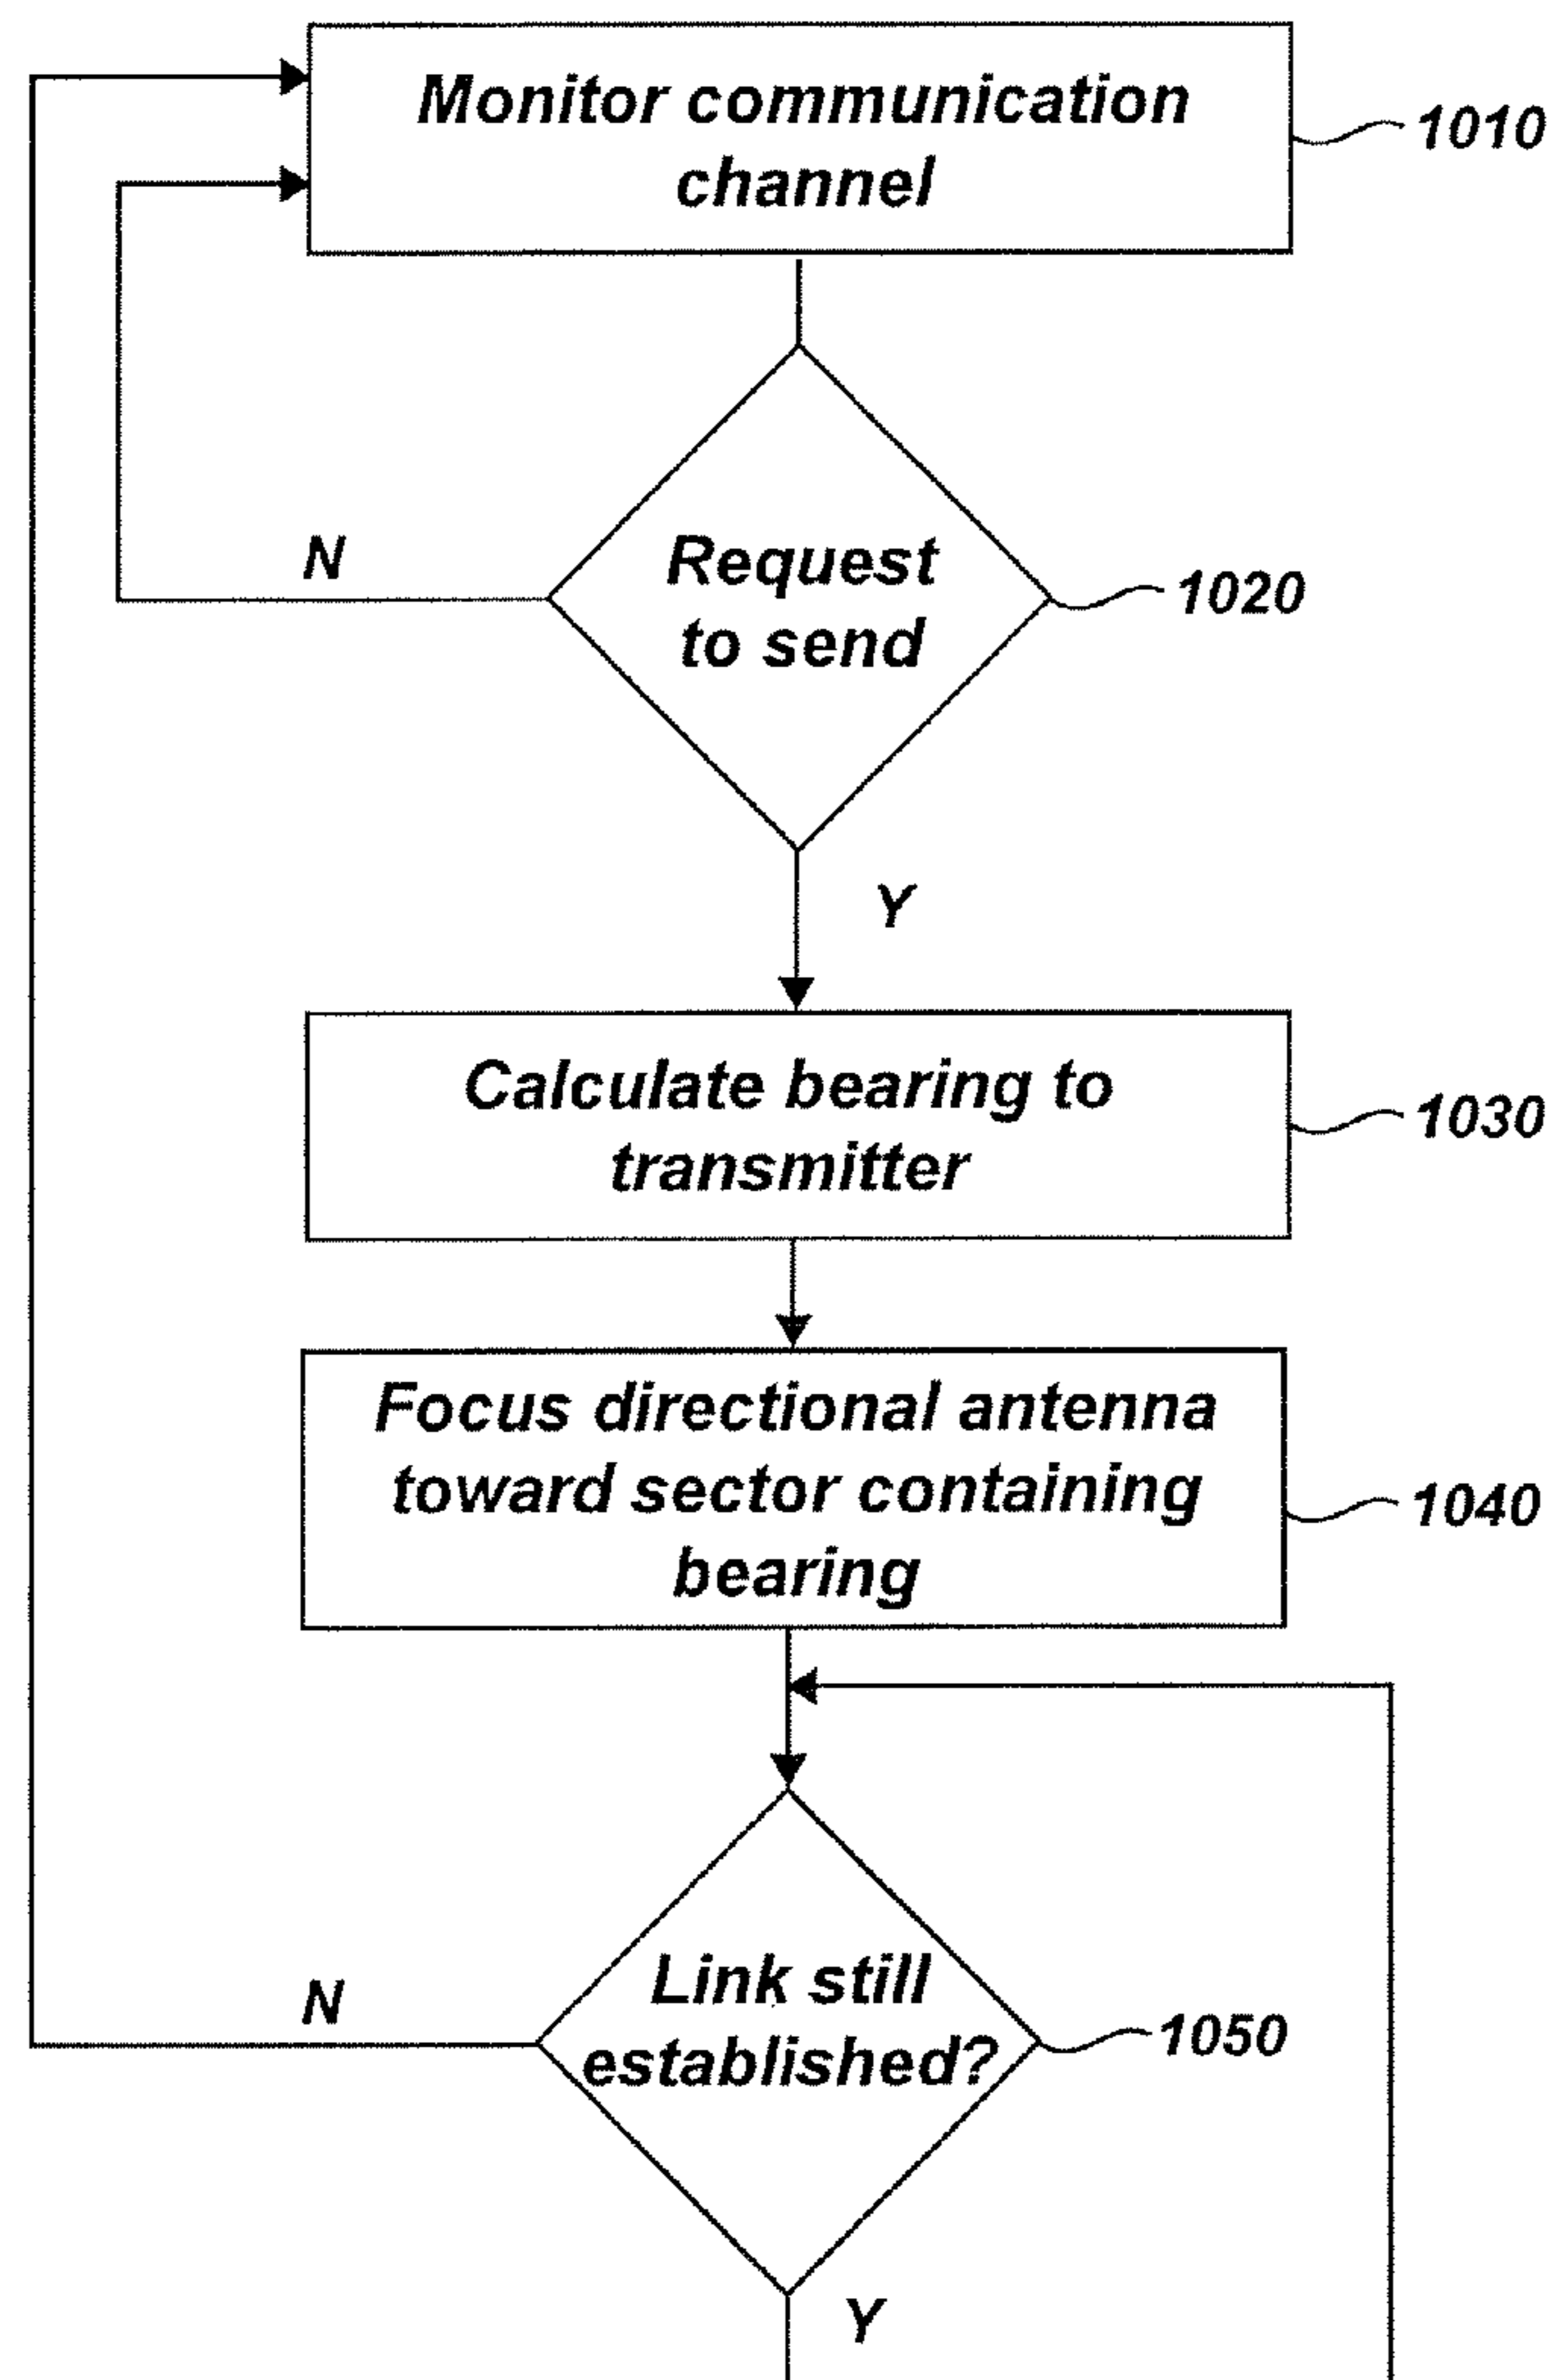 Monitor communication
channel
1010
N
Request
to send
1020
Y
Calculate bearing to
transmitter
1030
Focus directional antenna
toward sector containing
bearing
1040
N
Link still
established?
1050
Y